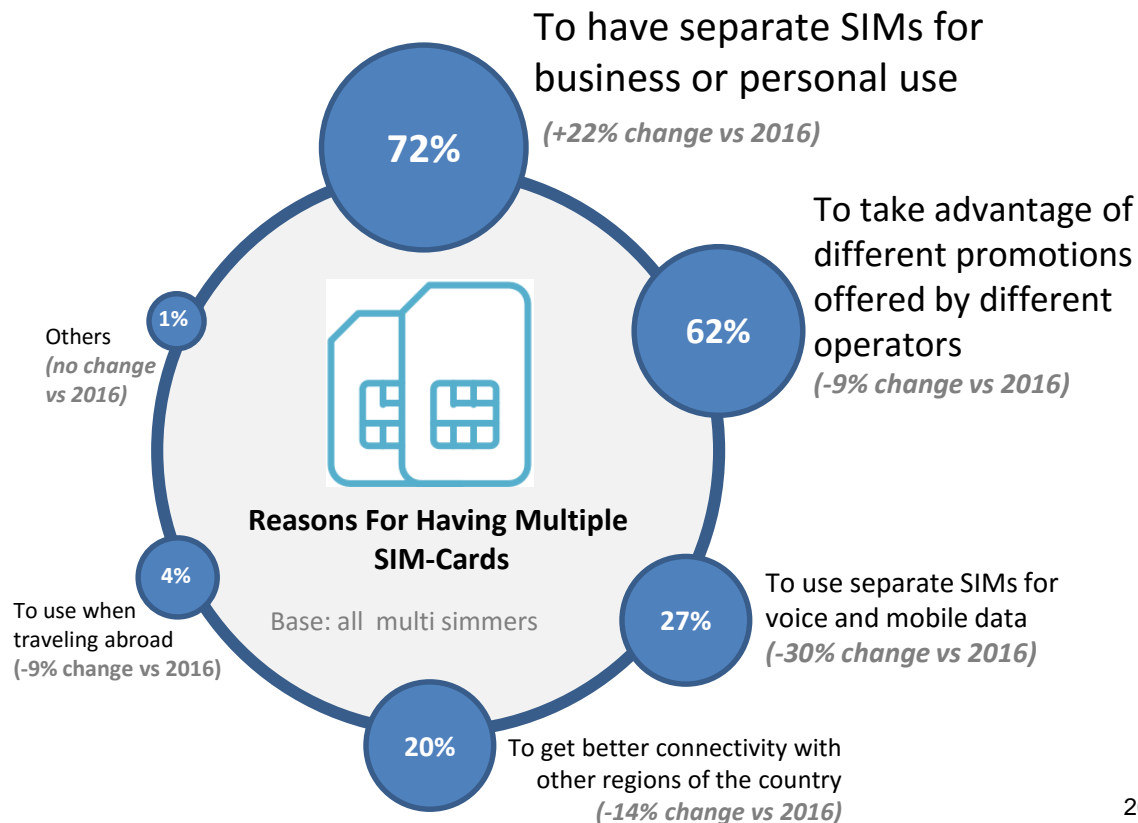 To have separate SIMs for
business or personal use
(+22% change vs 2016)
72%
To take advantage of
different promotions
offered by different
operators
(-9% change vs 2016)
62%
1%
Others
(no change
vs 2016)
Reasons For Having Multiple
SIM-Cards
Base: all multi simmers
4%
To use when
traveling abroad
(-9% change vs 2016)
27%
To use separate SIMs for
voice and mobile data
(-30% change vs 2016)
20%
To get better connectivity with
other regions of the country
(-14% change vs 2016)